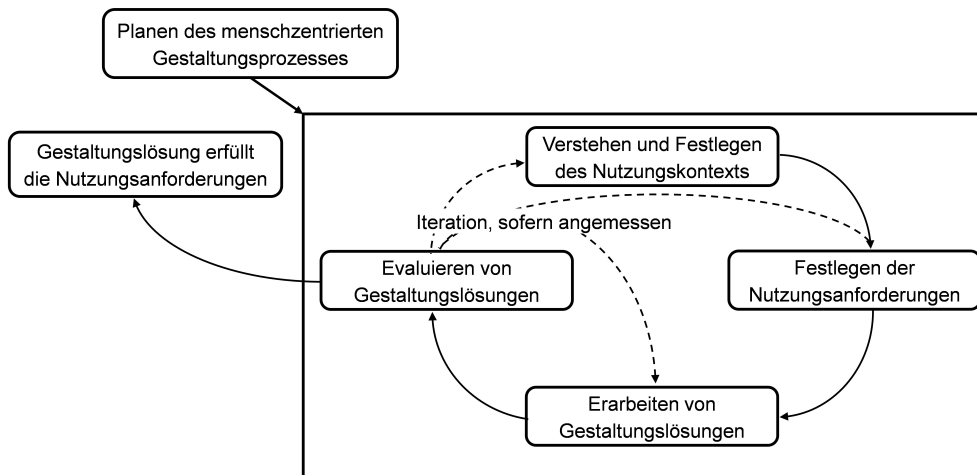 Planen des menschzentrierten
Gestaltungsprozesses
Gestaltungslösung erfüllt
die Nutzungsanforderungen
Verstehen und Festlegen
des Nutzungskontexts
Iteration, sofern angemessen
Evaluieren von
Gestaltungslösungen
Festlegen der
Nutzungsanforderungen
Erarbeiten von
Gestaltungslösungen